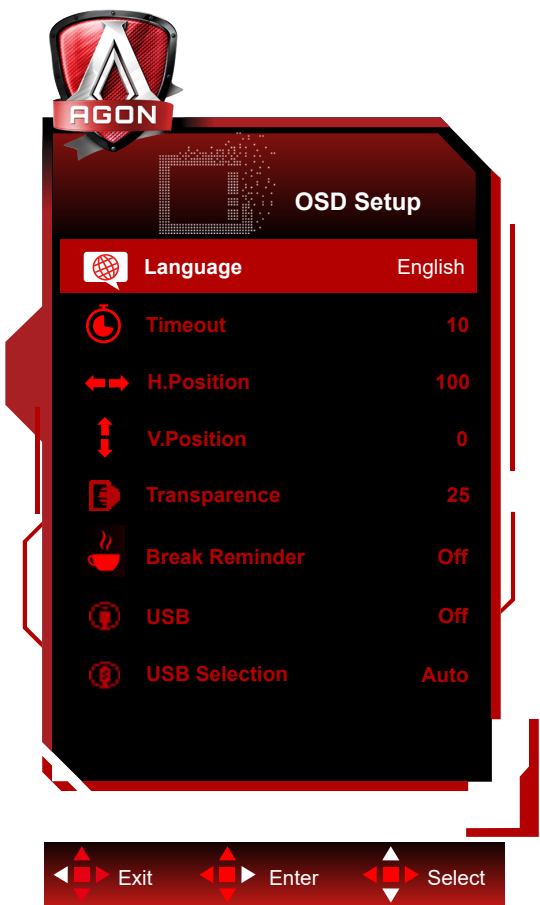 AGON
OSD Setup
Language English
Timeout 10
H.Position 100
V.Position 0
Transparence 25
Break Reminder Off
USB Off
USB Selection Auto
Exit Enter Select